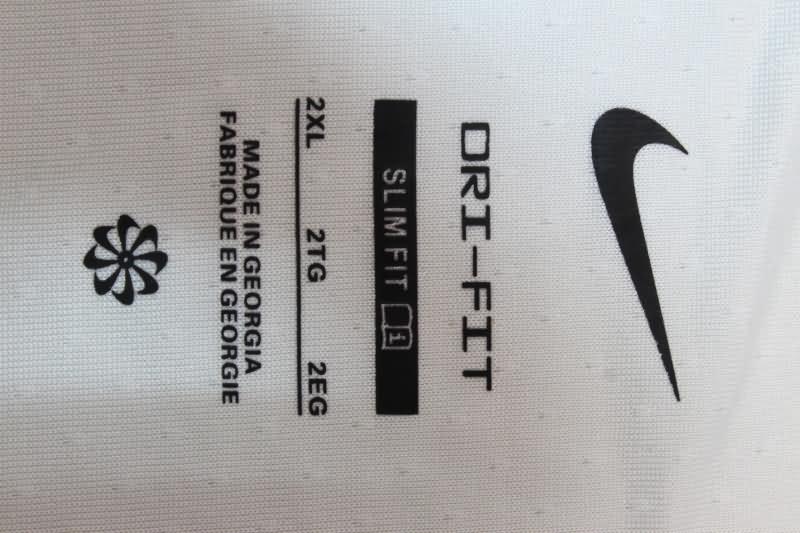 DRI-FIT
SLIM FIT
2XL 2TG 2EG
MADE IN GEORGIA
FABRIQUE EN GEORGIE